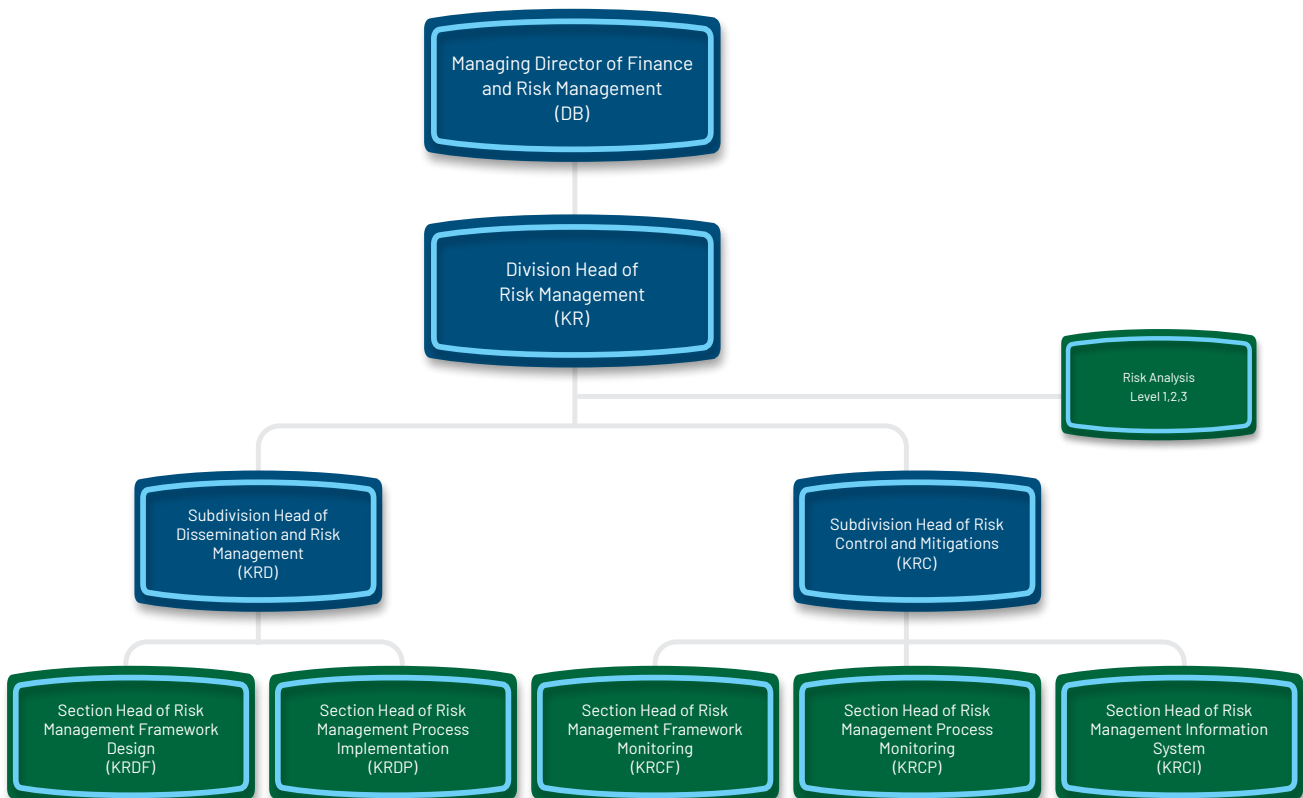 Managing Director of Finance
and Risk Management
(DB)
Division Head of
Risk Management
(KR)
Risk Analysis
Level 1,2,3
Subdivision Head of
Dissemination and Risk
Management
(KRD)
Subdivision Head of Risk
Control and Mitigations
(KRC)
Section Head of Risk
Management Framework
Design
(KRDF)
Section Head of Risk
Management Process
Implementation
(KRDP)
Section Head of Risk
Management Framework
Monitoring
(KRCF)
Section Head of Risk
Management Process
Monitoring
(KRCP)
Section Head of Risk
Management Information
System
(KRCI)